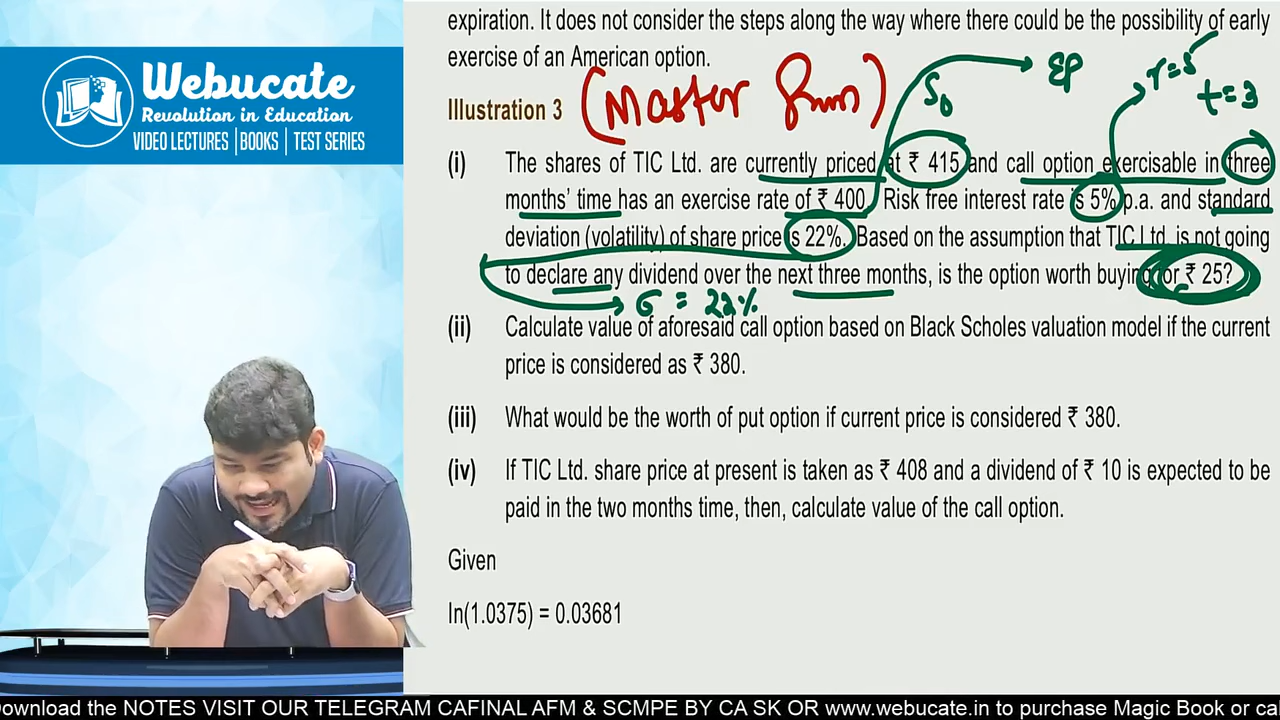 expiration. It does not consider the steps along the way where there could be the possibility of early
exercise of an American option.
Webucate
Revolution in Education
VIDEO LECTURES | BOOKS | TEST SERIES
Illustration 3 (Master Sum)
S0
EP
r=5
t=3
(i) The shares of TIC Ltd. are currently priced at ₹ 415 and call option exercisable in three
months' time has an exercise rate of ₹ 400. Risk free interest rate is 5% p.a. and standard
deviation (volatility) of share price is 22%. Based on the assumption that TIC Ltd. is not going
to declare any dividend over the next three months, is the option worth buying for ₹ 25?
σ = 22%
(ii) Calculate value of aforesaid call option based on Black Scholes valuation model if the current
price is considered as ₹ 380.
(iii) What would be the worth of put option if current price is considered ₹ 380.
(iv) If TIC Ltd. share price at present is taken as ₹ 408 and a dividend of ₹ 10 is expected to be
paid in the two months time, then, calculate value of the call option.
Given
ln(1.0375) = 0.03681
ownload the NOTES VISIT OUR TELEGRAM CAFINAL AFM & SCMPE BY CA SK OR www.webucate.in to purchase Magic Book or ca